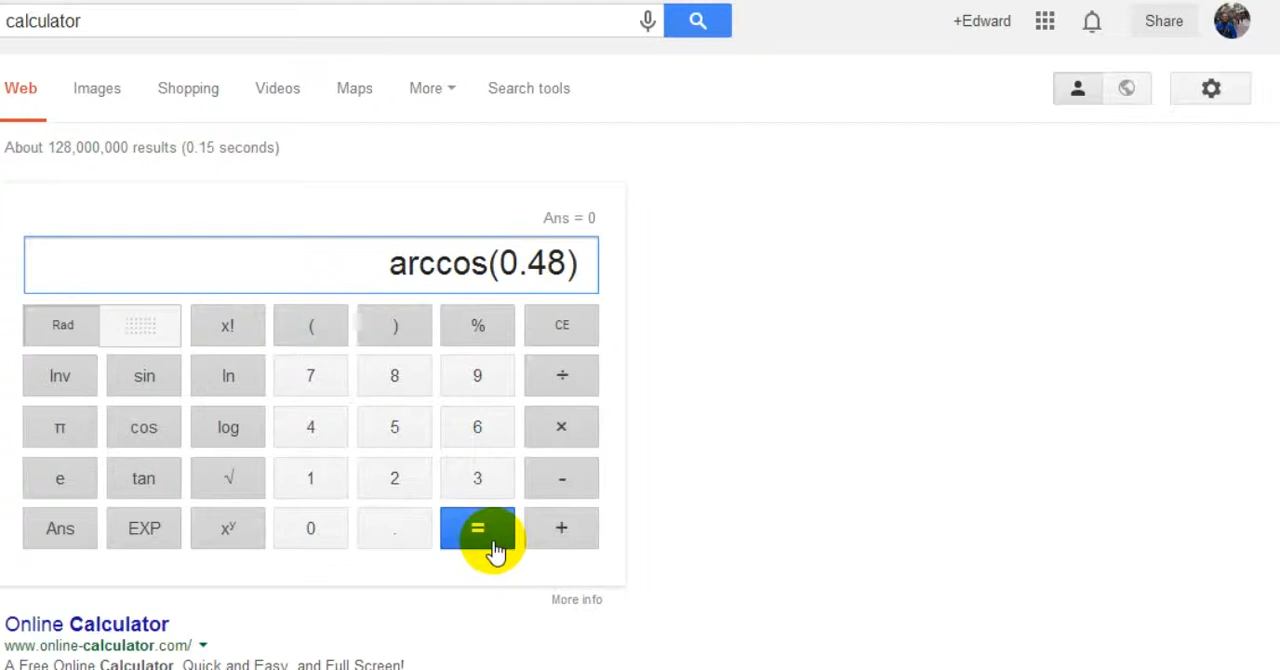 calculator
+Edward Share
Web Images Shopping Videos Maps More Search tools
About 128,000,000 results (0.15 seconds)
Ans = 0
arccos(0.48)
Rad x! ( ) % CE
Inv sin ln 7 8 9 ÷
π cos log 4 5 6 ×
e tan √ 1 2 3 -
Ans EXP xʸ 0 . = +
More info
Online Calculator
www.online-calculator.com/
A Free Online Calculator, Quick and Easy, and Full Screen!